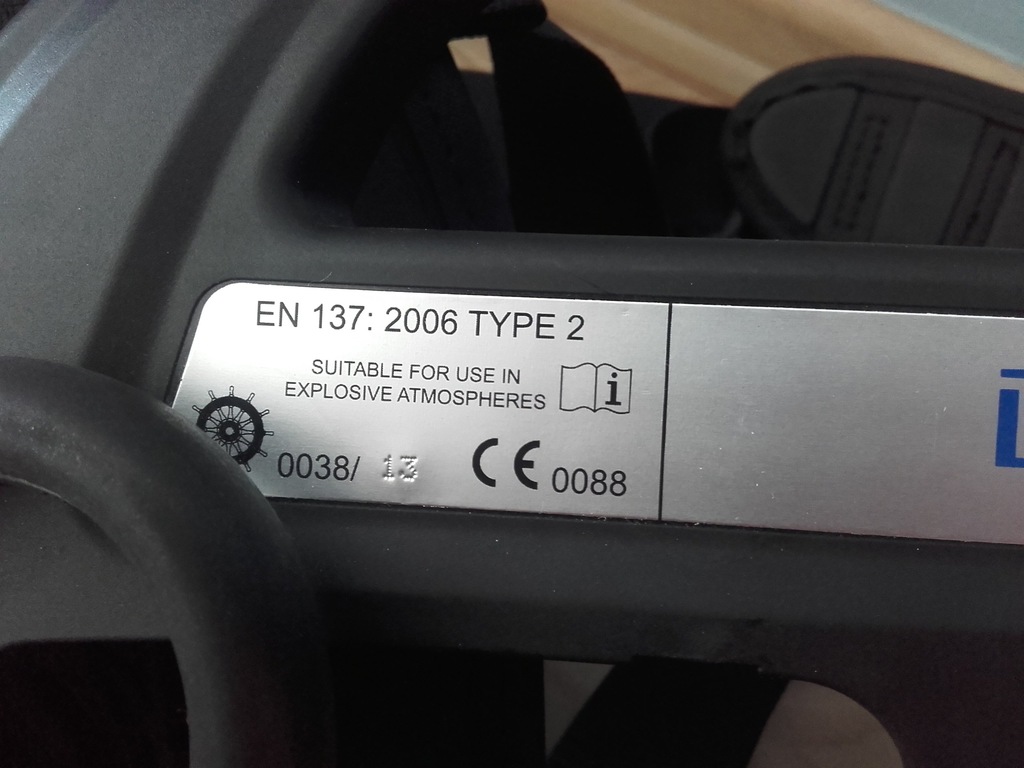 EN 137: 2006 TYPE 2
SUITABLE FOR USE IN
EXPLOSIVE ATMOSPHERES
i
0038/ 13
CE 0088